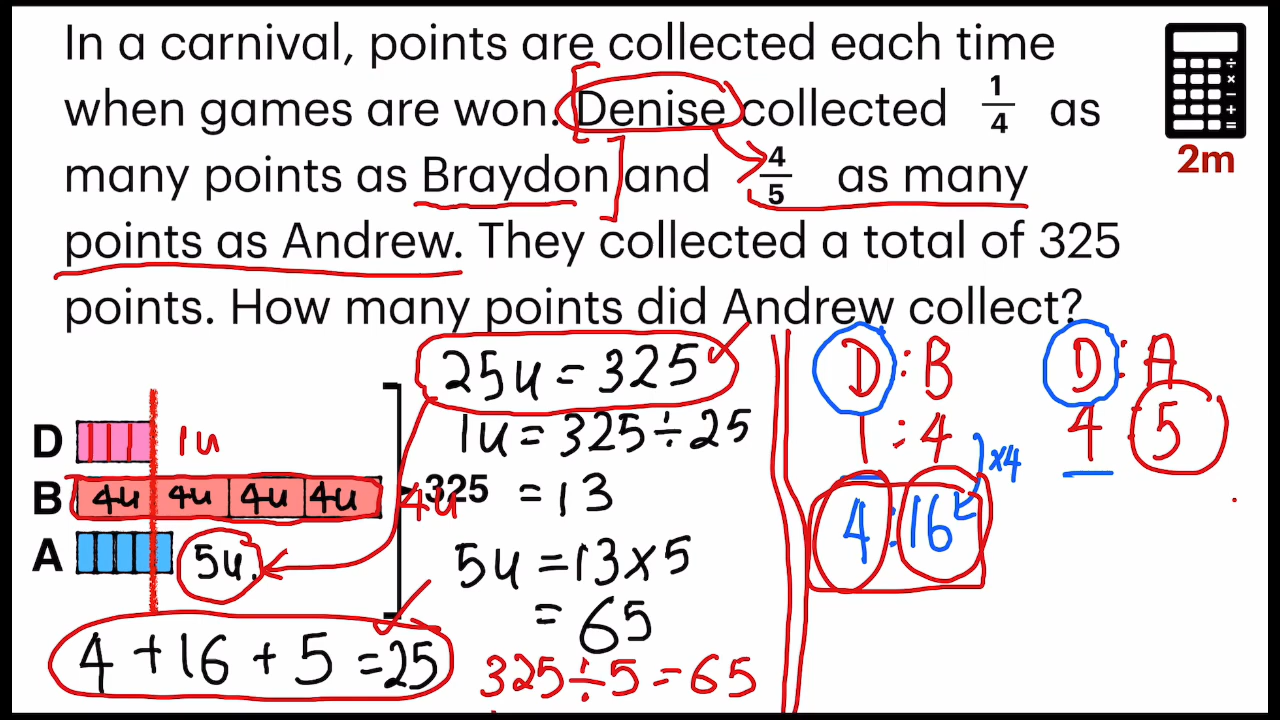 In a carnival, points are collected each time
when games are won. Denise collected 1/4 as
many points as Braydon and 4/5 as many
points as Andrew. They collected a total of 325
points. How many points did Andrew collect?
÷ × − + =
2m
25u = 325
1u = 325 ÷ 25
= 13
5u = 13 x 5
= 65
325 ÷ 5 = 65
D 1u
B 4u 4u 4u 4u 4u
325
A 5u.
4 + 16 + 5 = 25
D : B
1 : 4
x4
4 : 16
D : A
4 : 5